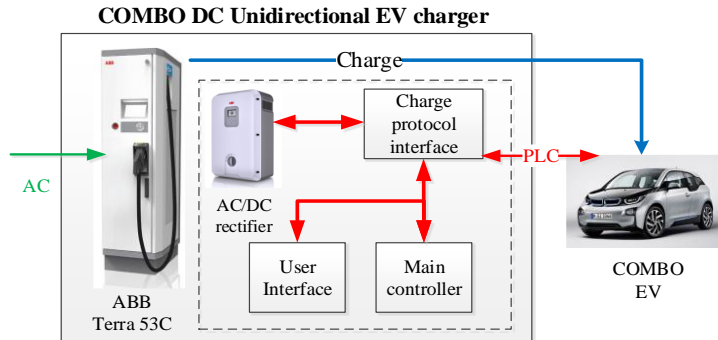 COMBO DC Unidirectional EV charger
Charge
ABB
Charge
protocol
interface
AC
PLC
AC/DC
rectifier
User
Interface
Main
controller
ABB
Terra 53C
COMBO
EV